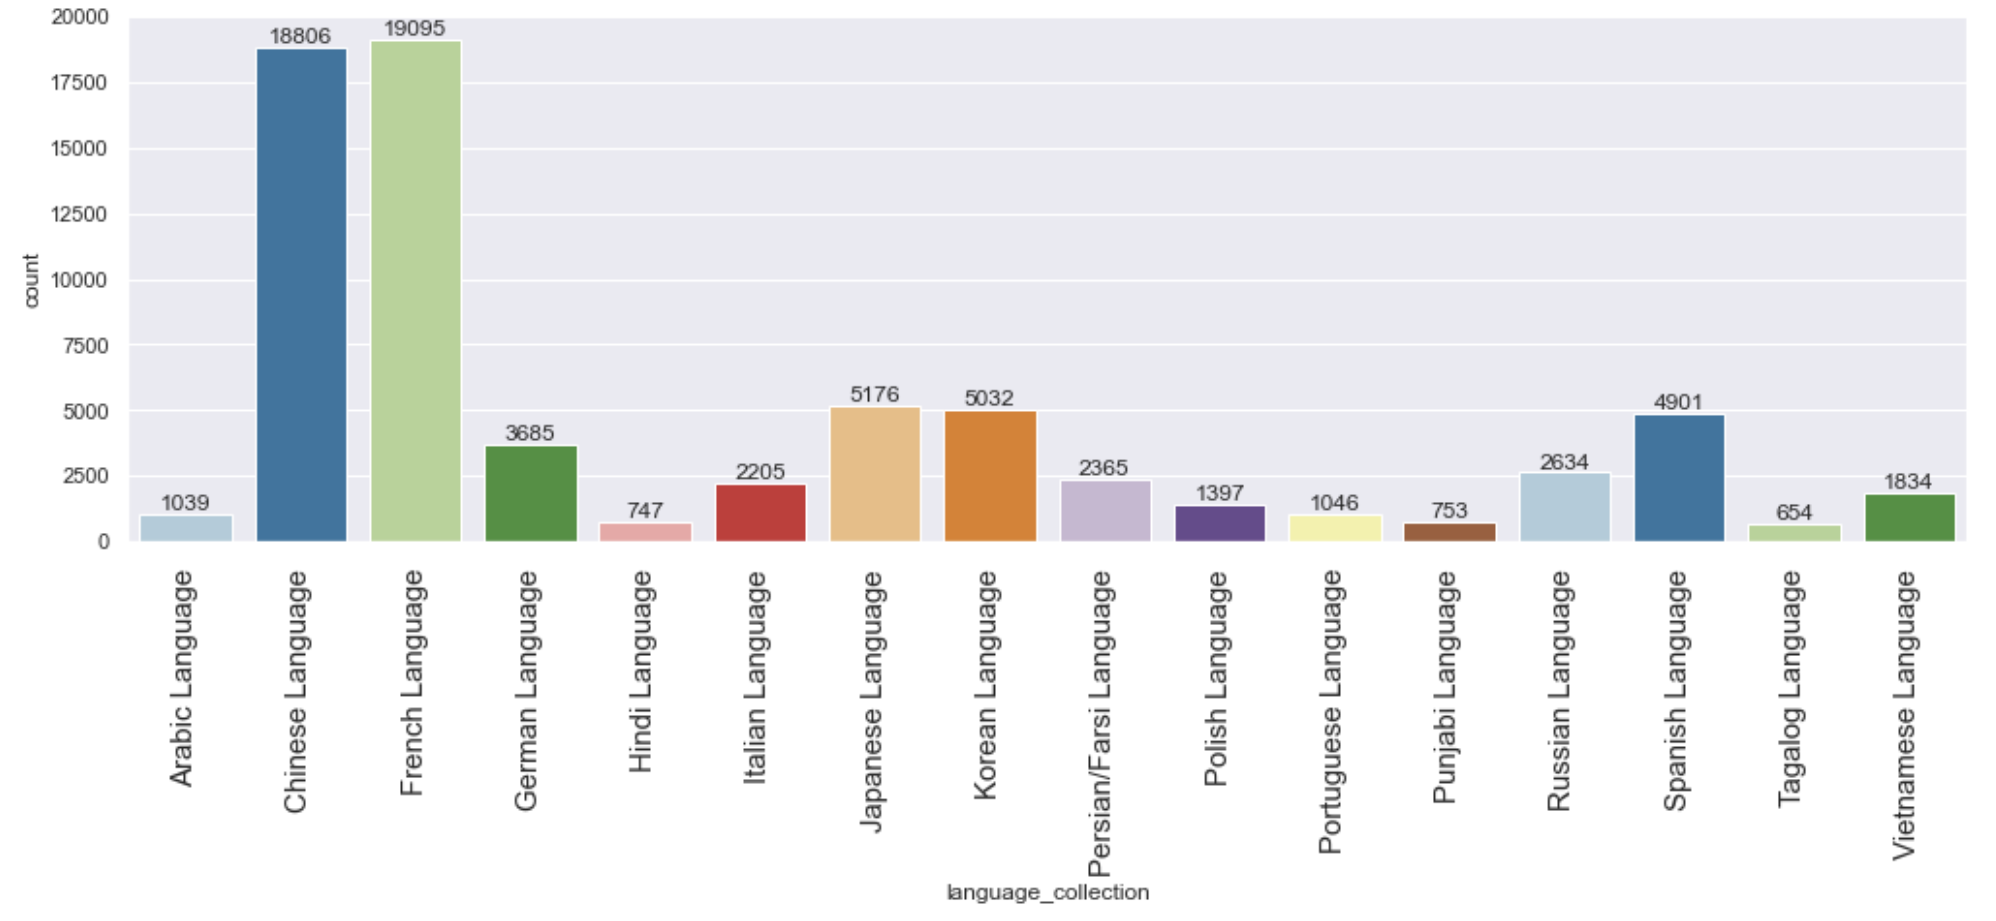 20000
17500
15000
12500
10000
7500
5000
2500
0
count
1039
18806
19095
3685
747
2205
5176
5032
2365
1397
1046
753
2634
4901
654
1834
Arabic Language
Chinese Language
French Language
German Language
Hindi Language
Italian Language
Japanese Language
Korean Language
Persian/Farsi Language
Polish Language
Portuguese Language
Punjabi Language
Russian Language
Spanish Language
Tagalog Language
Vietnamese Language
language_collection